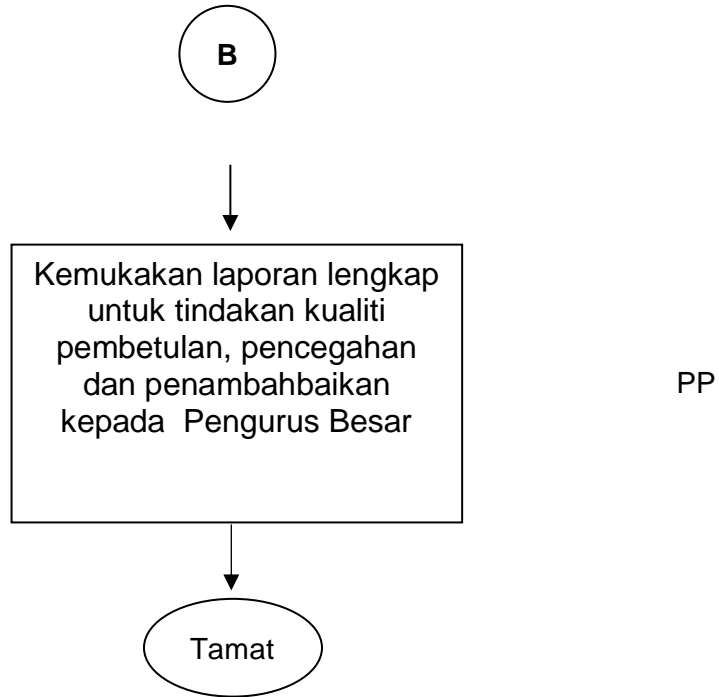 B
Kemukakan laporan lengkap
untuk tindakan kualiti
pembetulan, pencegahan
dan penambahbaikan
kepada Pengurus Besar
PP
Tamat